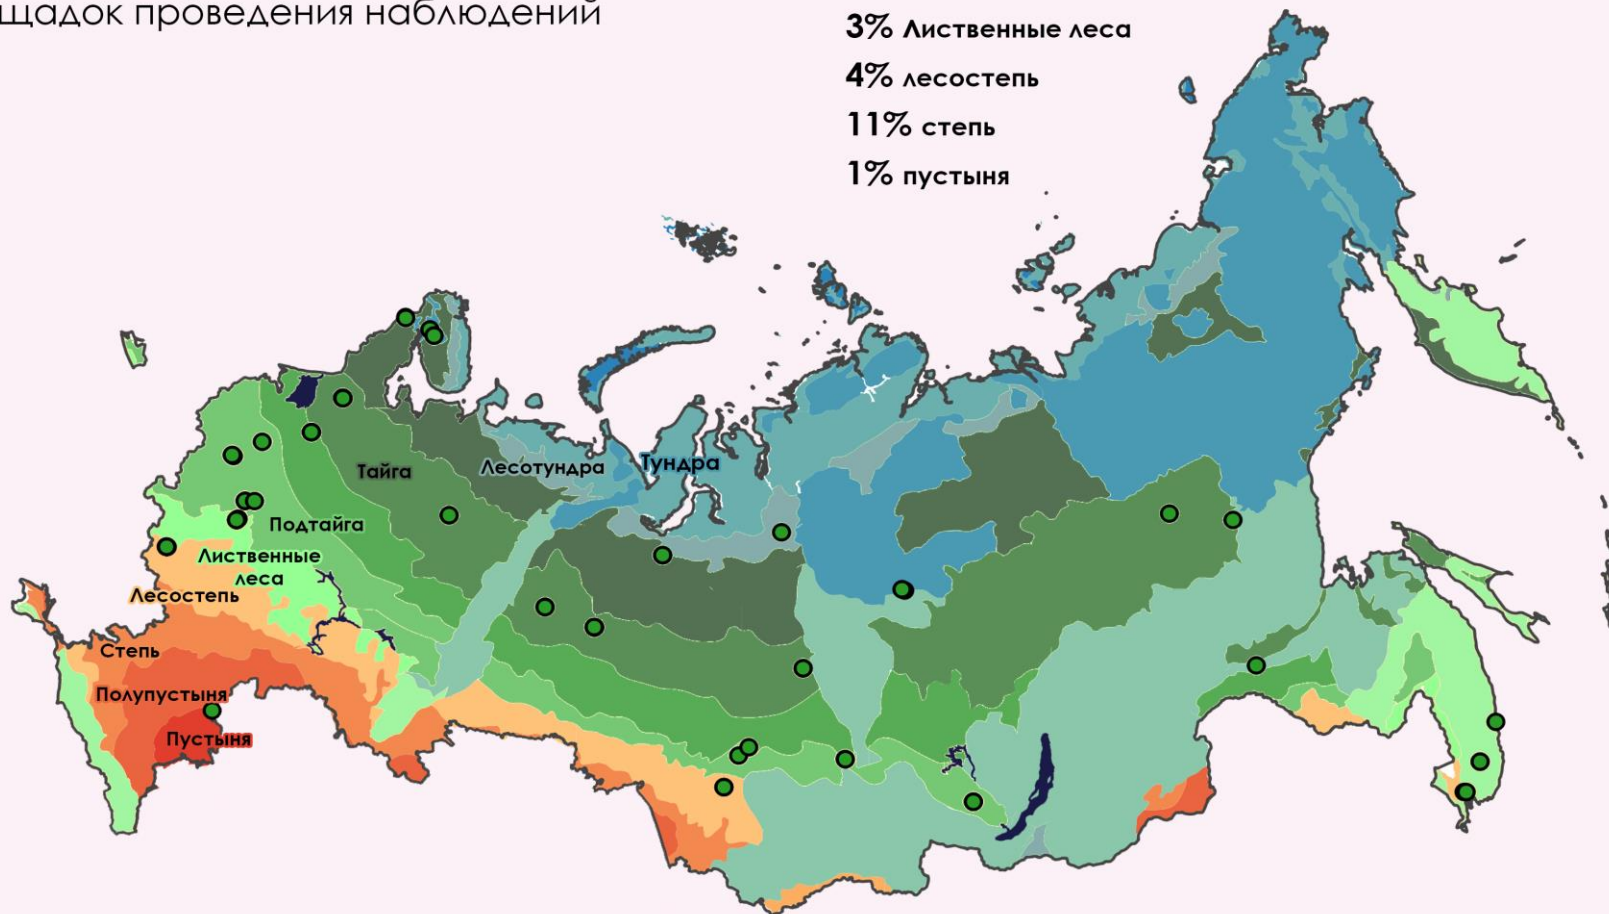 щадок проведения наблюдений
3% Лиственные леса
4% лесостепь
11% степь
1% пустыня
Тайга
Лесотундра
Тундра
Подтайга
Лиственные
леса
Лесостепь
Степь
Полупустыня
Пустыня